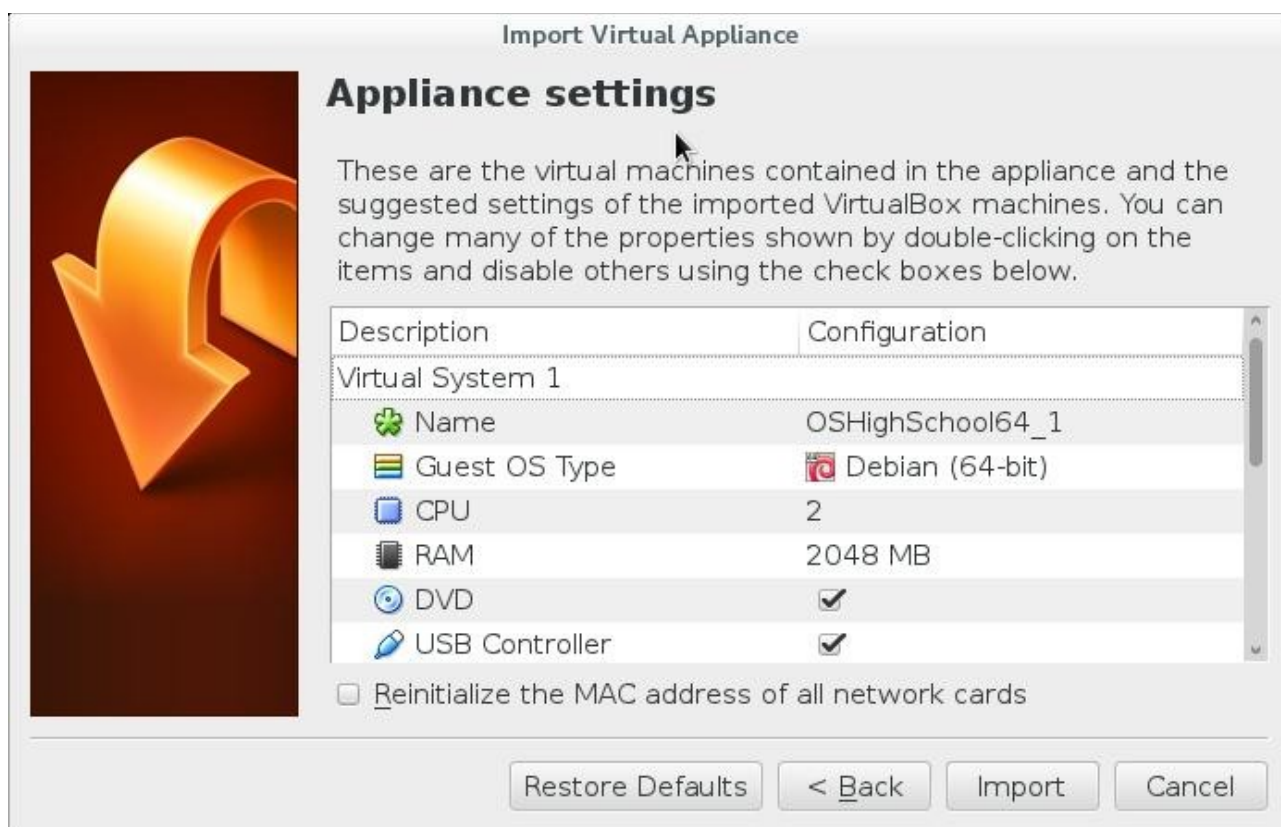 Import Virtual Appliance
Appliance settings
These are the virtual machines contained in the appliance and the
suggested settings of the imported VirtualBox machines. You can
change many of the properties shown by double-clicking on the
items and disable others using the check boxes below.
Description Configuration
Virtual System 1
Name OSHighSchool64_1
Guest OS Type Debian (64-bit)
CPU 2
RAM 2048 MB
DVD
USB Controller
Reinitialize the MAC address of all network cards
Restore Defaults < Back Import Cancel